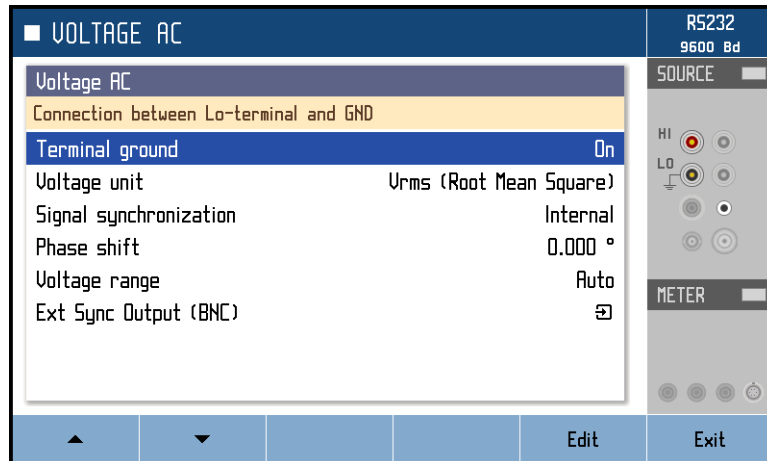 VOLTAGE AC
RS232
9600 Bd
Voltage AC
Connection between Lo-terminal and GND
Terminal ground On
Voltage unit Vrms (Root Mean Square)
Signal synchronization Internal
Phase shift 0.000 °
Voltage range Auto
Ext Sync Output (BNC)
SOURCE
HI
LO
METER
Edit
Exit